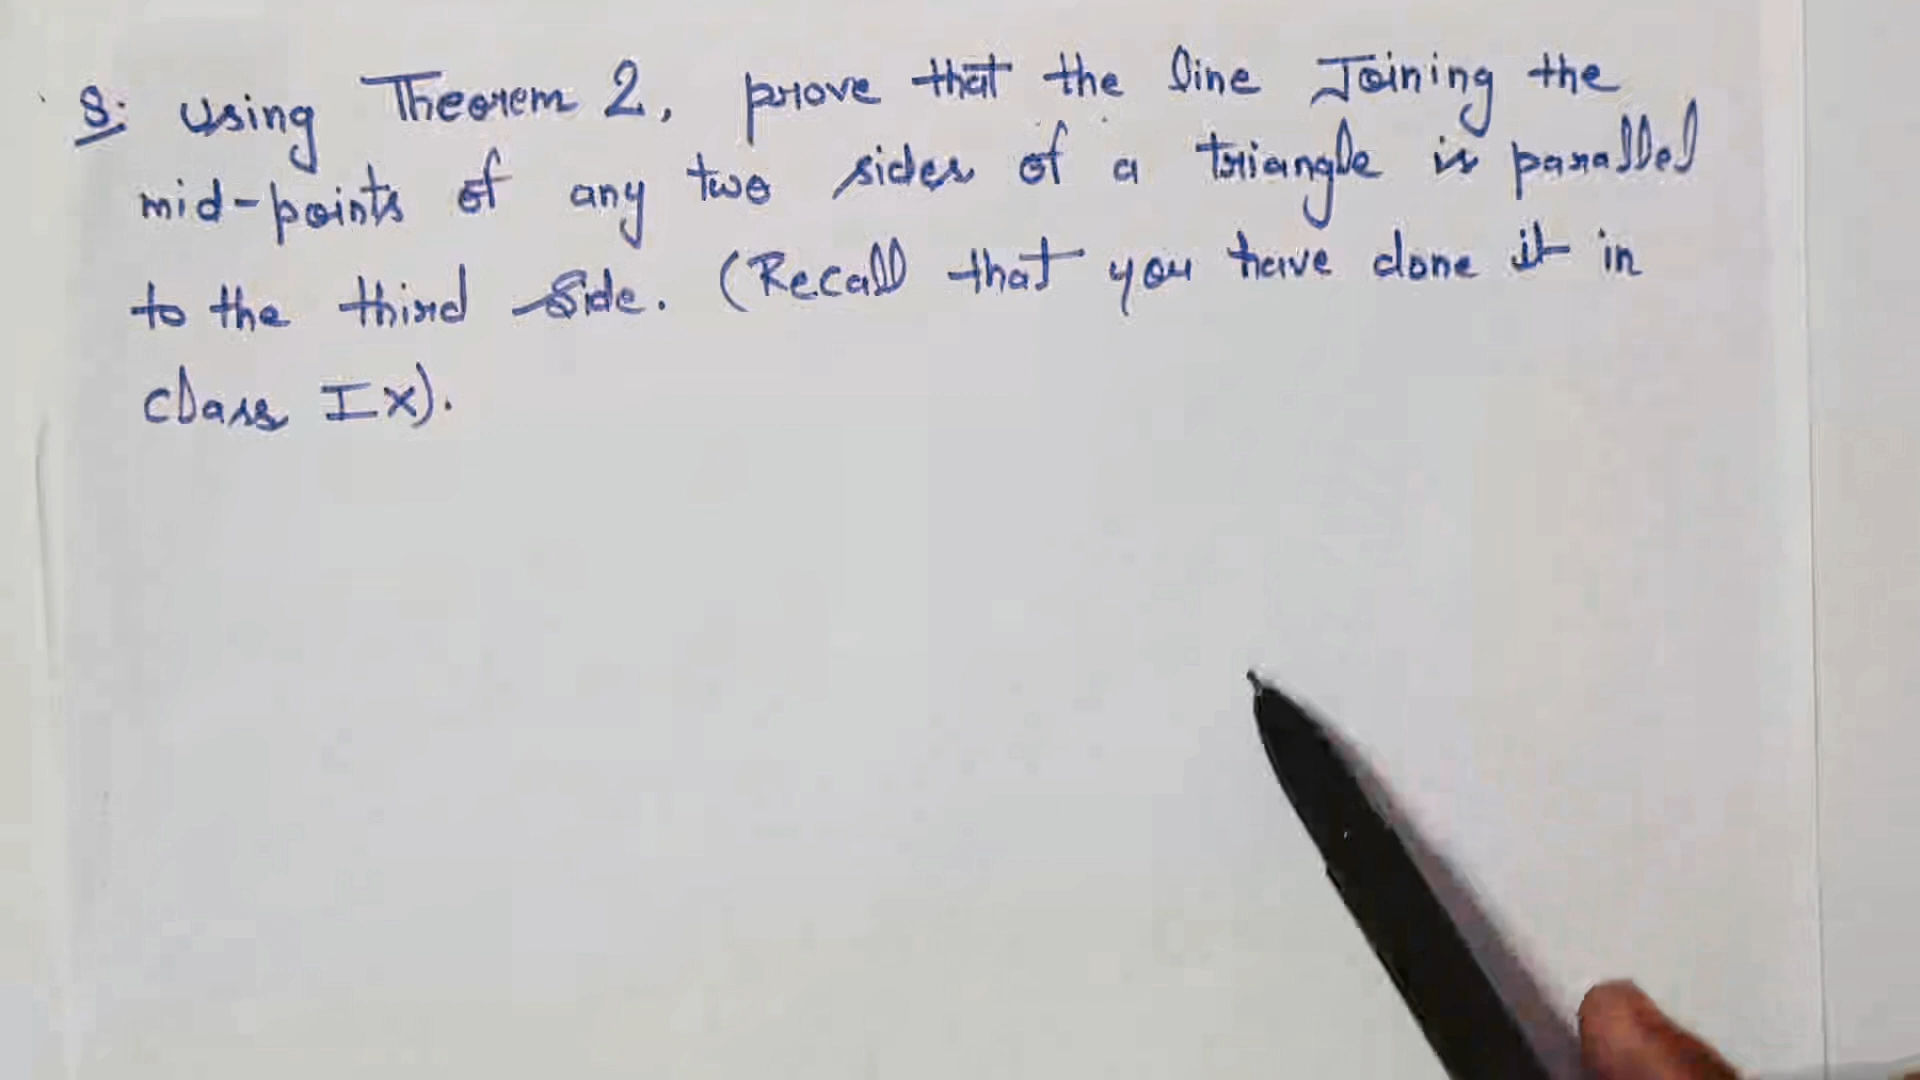 8. Using Theorem 2, prove that the line Joining the
mid-points of any two sides of a triangle is parallel
to the third side. (Recall that you have done it in
class IX).